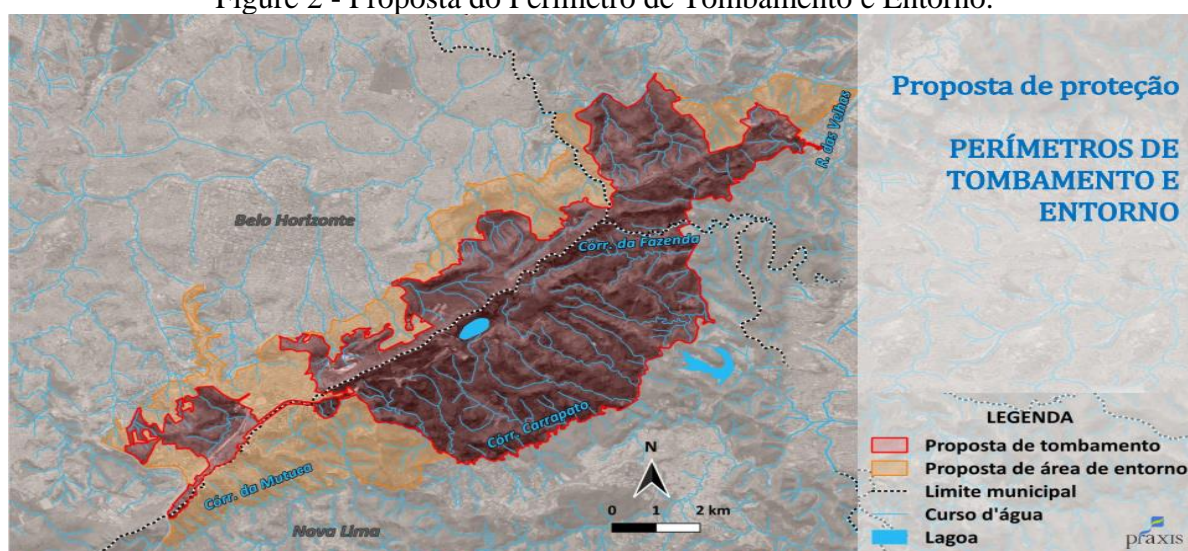 Figure 2 - Proposta do Perímetro de Tombamento e Entorno.
Proposta de proteção
PERÍMETROS DE
TOMBAMENTO E
ENTORNO
R. das Velhas
Belo Horizonte
Córr. da Fazenda
Córr. Carrapato
Córr. da Mutuca
Nova Lima
N
0 1 2 km
LEGENDA
Proposta de tombamento
Proposta de área de entorno
Limite municipal
Curso d'água
Lagoa
práxis